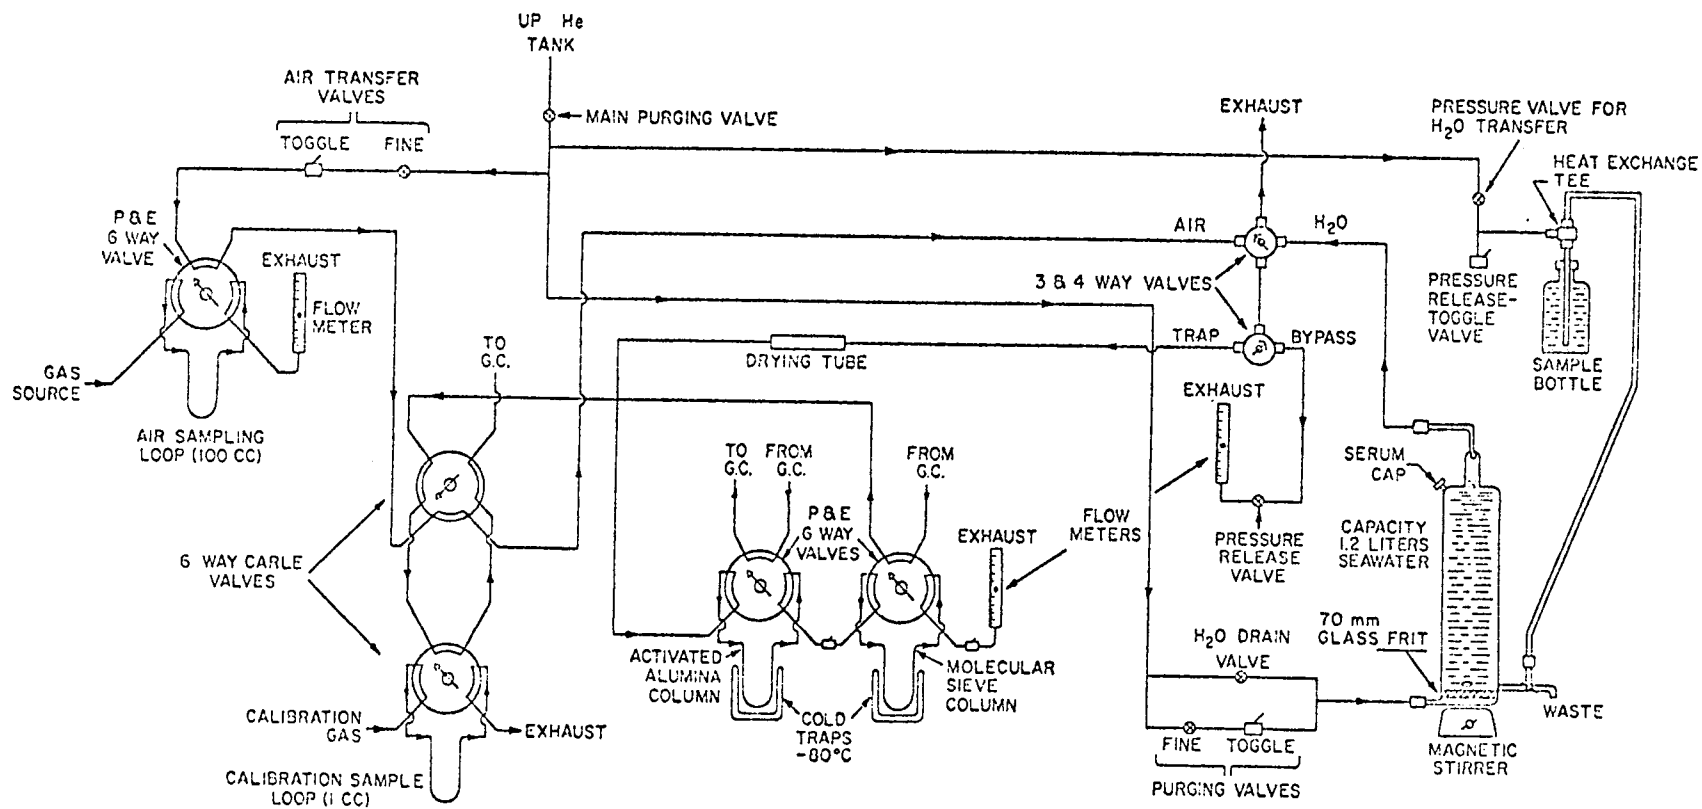 UP He
TANK
AIR TRANSFER
VALVES
TOGGLE FINE
MAIN PURGING VALVE
EXHAUST
PRESSURE VALVE FOR
H2O TRANSFER
HEAT EXCHANGE
TEE
P & E
6 WAY
VALVE
EXHAUST
FLOW
METER
AIR
H2O
3 & 4 WAY VALVES
PRESSURE
RELEASE-
TOGGLE
VALVE
SAMPLE
BOTTLE
GAS
SOURCE
AIR SAMPLING
LOOP (100 CC)
TO
G.C.
DRYING TUBE
TRAP
BYPASS
EXHAUST
SERUM
CAP
CAPACITY
1.2 LITERS
SEAWATER
TO
G.C.
FROM
G.C.
FROM
G.C.
P & E
6 WAY
VALVES
EXHAUST
FLOW
METERS
PRESSURE
RELEASE
VALVE
6 WAY CARLE
VALVES
70 mm
GLASS FRIT
H2O DRAIN
VALVE
ACTIVATED
ALUMINA
COLUMN
MOLECULAR
SIEVE
COLUMN
COLD
TRAPS
-80°C
CALIBRATION
GAS
EXHAUST
CALIBRATION SAMPLE
LOOP (1 CC)
FINE TOGGLE
PURGING VALVES
WASTE
MAGNETIC
STIRRER